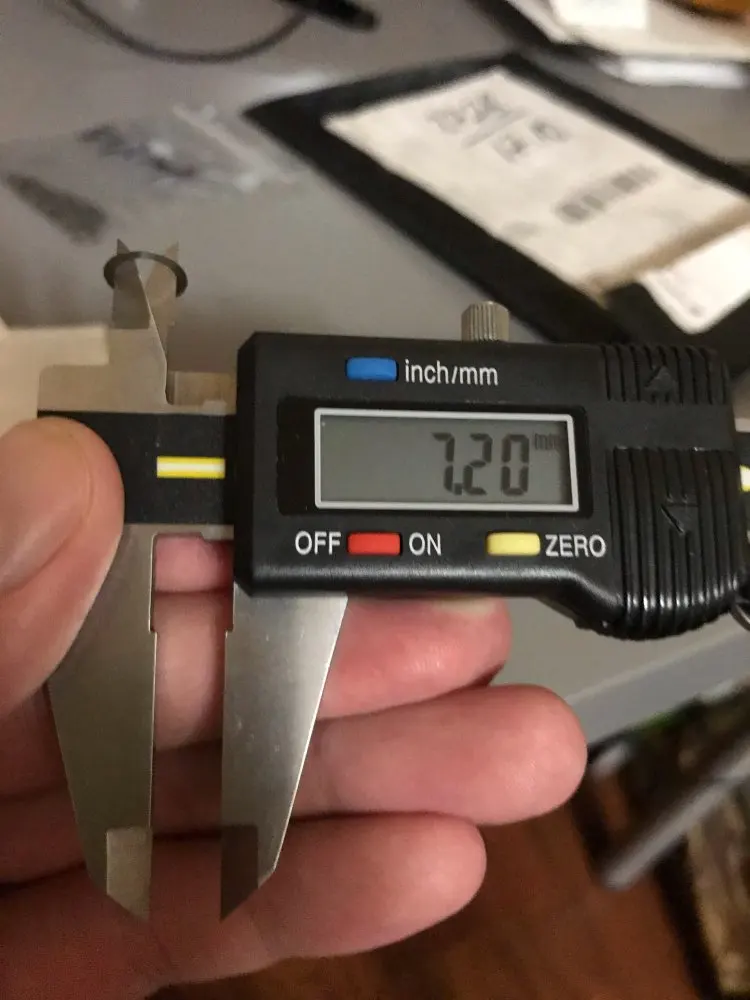 inch/mm
7.20 mm
OFF ON ZERO